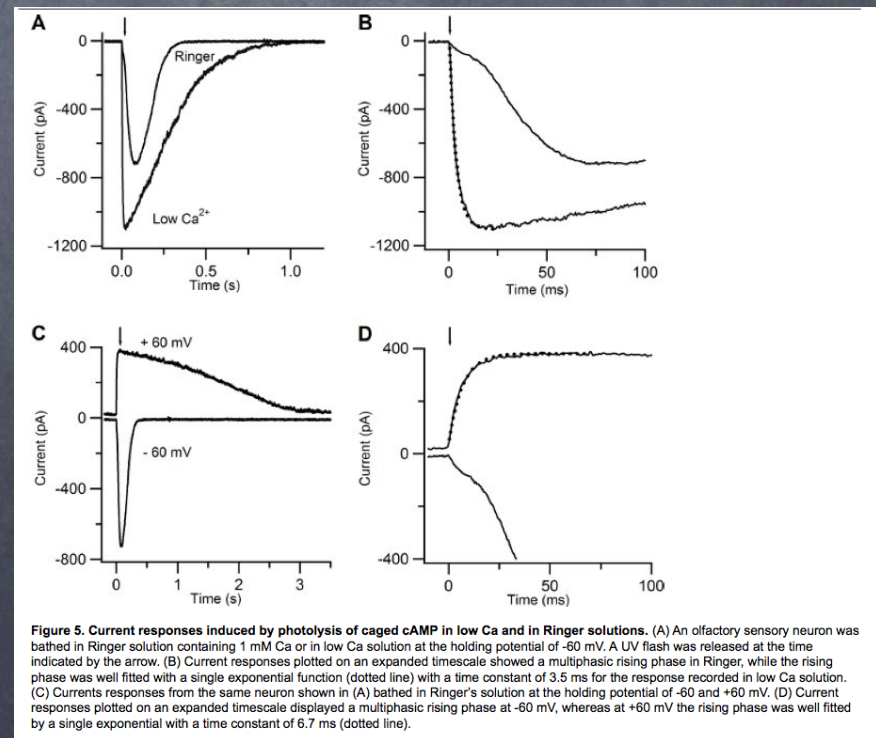 A
0
-400
-800
-1200
Current (pA)
Ringer
Low Ca2+
0.0
0.5
1.0
Time (s)
B
0
-400
-800
-1200
Current (pA)
0
50
100
Time (ms)
C
400
0
-400
-800
Current (pA)
+ 60 mV
- 60 mV
0
1
2
3
Time (s)
D
400
0
-400
Current (pA)
0
50
100
Time (ms)
Figure 5. Current responses induced by photolysis of caged cAMP in low Ca and in Ringer solutions. (A) An olfactory sensory neuron was
bathed in Ringer solution containing 1 mM Ca or in low Ca solution at the holding potential of -60 mV. A UV flash was released at the time
indicated by the arrow. (B) Current responses plotted on an expanded timescale showed a multiphasic rising phase in Ringer, while the rising
phase was well fitted with a single exponential function (dotted line) with a time constant of 3.5 ms for the response recorded in low Ca solution.
(C) Currents responses from the same neuron shown in (A) bathed in Ringer's solution at the holding potential of -60 and +60 mV. (D) Current
responses plotted on an expanded timescale displayed a multiphasic rising phase at -60 mV, whereas at +60 mV the rising phase was well fitted
by a single exponential with a time constant of 6.7 ms (dotted line).